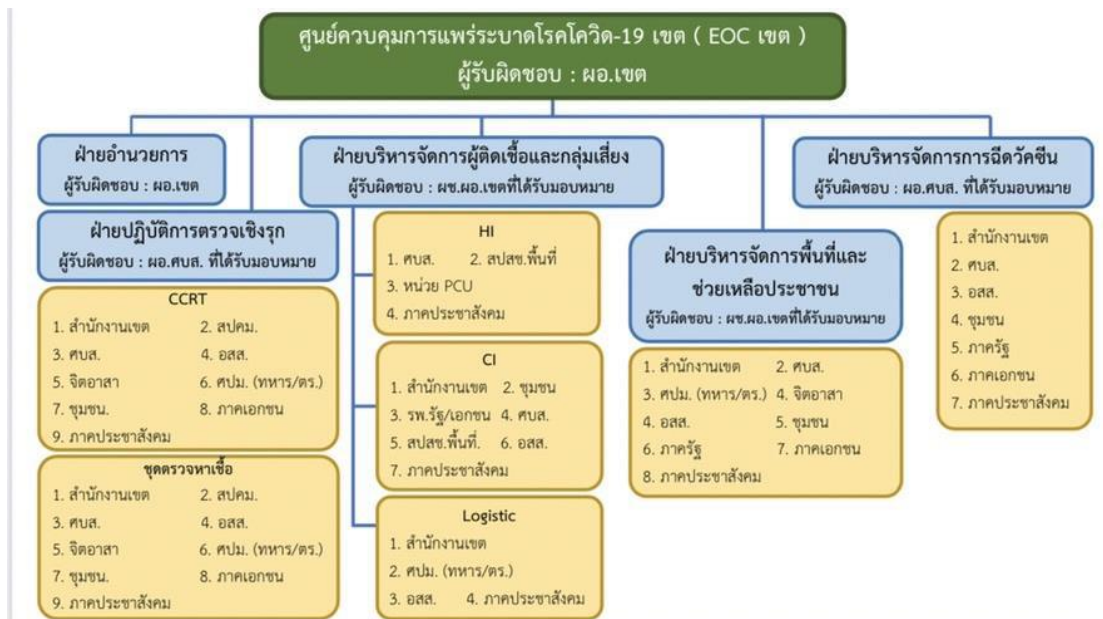 ศูนย์ควบคุมการแพร่ระบาดโรคโควิด-19 เขต ( EOC เขต )
ผู้รับผิดชอบ : ผอ.เขต
ฝ่ายอำนวยการ
ผู้รับผิดชอบ : ผอ.เขต
ฝ่ายปฏิบัติการตรวจเชิงรุก
ผู้รับผิดชอบ : ผอ.ศบส. ที่ได้รับมอบหมาย
CCRT
1. สำนักงานเขต 2. สปคม.
3. ศบส. 4. อสส.
5. จิตอาสา 6. ศปม. (ทหาร/ตร.)
7. ชุมชน. 8. ภาคเอกชน
9. ภาคประชาสังคม
ชุดตรวจหาเชื้อ
1. สำนักงานเขต 2. สปคม.
3. ศบส. 4. อสส.
5. จิตอาสา 6. ศปม. (ทหาร/ตร.)
7. ชุมชน. 8. ภาคเอกชน
9. ภาคประชาสังคม
ฝ่ายบริหารจัดการผู้ติดเชื้อและกลุ่มเสี่ยง
ผู้รับผิดชอบ : ผช.ผอ.เขตที่ได้รับมอบหมาย
HI
1. ศบส. 2. สปสช.พื้นที่
3. หน่วย PCU
4. ภาคประชาสังคม
CI
1. สำนักงานเขต 2. ชุมชน
3. รพ.รัฐ/เอกชน 4. ศบส.
5. สปสช.พื้นที่. 6. อสส.
7. ภาคประชาสังคม
Logistic
1. สำนักงานเขต
2. ศปม. (ทหาร/ตร.)
3. อสส. 4. ภาคประชาสังคม
ฝ่ายบริหารจัดการพื้นที่และ
ช่วยเหลือประชาชน
ผู้รับผิดชอบ : ผช.ผอ.เขตที่ได้รับมอบหมาย
1. สำนักงานเขต 2. ศบส.
3. ศปม. (ทหาร/ตร.) 4. จิตอาสา
4. อสส. 5. ชุมชน
6. ภาครัฐ 7. ภาคเอกชน
8. ภาคประชาสังคม
ฝ่ายบริหารจัดการการฉีดวัคซีน
ผู้รับผิดชอบ : ผอ.ศบส. ที่ได้รับมอบหมาย
1. สำนักงานเขต
2. ศบส.
3. อสส.
4. ชุมชน
5. ภาครัฐ
6. ภาคเอกชน
7. ภาคประชาสังคม